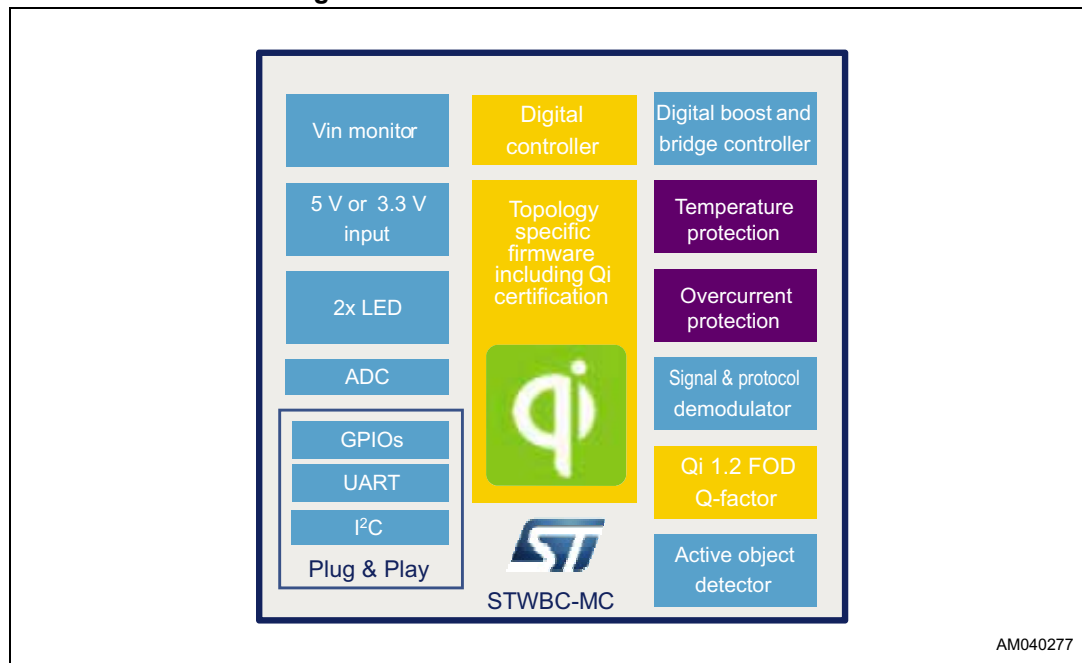 Vin monitor
5 V or 3.3 V
input
2x LED
ADC
GPIOs
UART
I²C
Plug & Play
Digital
controller
Topology
specific
firmware
including Qi
certification
qi
ST
STWBC-MC
Digital boost and
bridge controller
Temperature
protection
Overcurrent
protection
Signal & protocol
demodulator
Qi 1.2 FOD
Q-factor
Active object
detector
AM040277